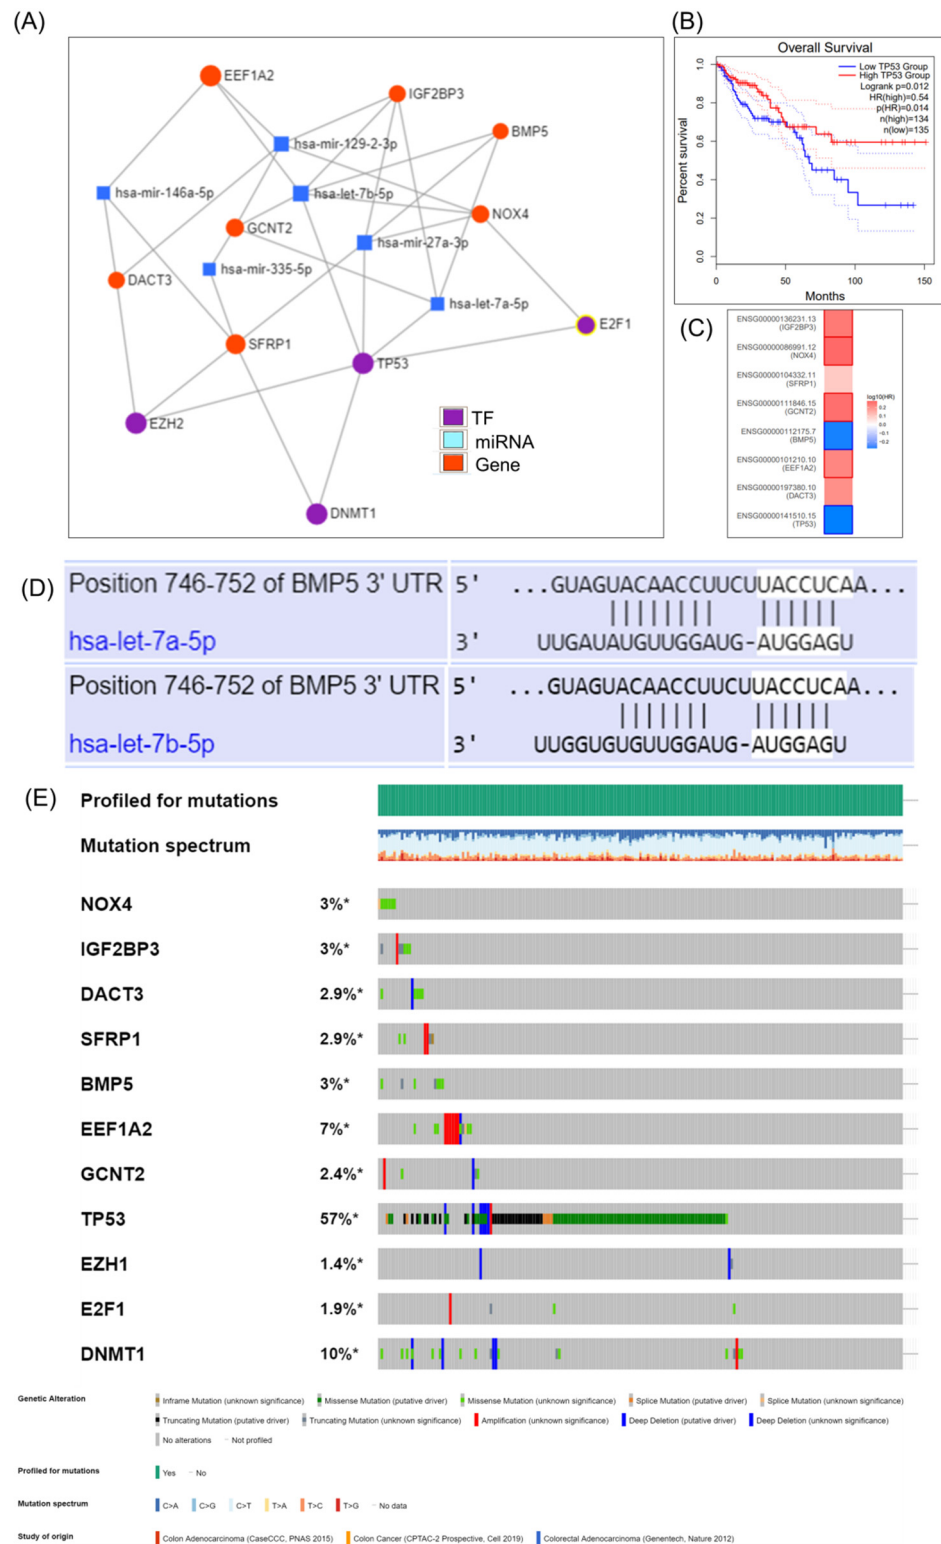 (A)
EEF1A2
IGF2BP3
BMP5
hsa-mir-129-2-3p
hsa-mir-146a-5p
hsa-let-7b-5p
NOX4
GCNT2
hsa-mir-27a-3p
hsa-mir-335-5p
DACT3
hsa-let-7a-5p
E2F1
SFRP1
TP53
EZH2
TF
miRNA
Gene
DNMT1
(B)
Overall Survival
Low TP53 Group
High TP53 Group
Logrank p=0.012
HR(high)=0.54
p(HR)=0.014
n(high)=134
n(low)=135
Percent survival
1.0
0.8
0.6
0.4
0.2
0.0
0 50 100 150
Months
(C)
ENSG00000136231.13
(IGF2BP3)
ENSG00000086991.12
(NOX4)
ENSG00000104332.11
(SFRP1)
ENSG00000111846.15
(GCNT2)
ENSG00000112175.7
(BMP5)
ENSG00000101210.10
(EEF1A2)
ENSG00000197380.10
(DACT3)
ENSG00000141510.15
(TP53)
log10(HR)
0.2
0.1
0.0
−0.1
−0.2
(D)
Position 746-752 of BMP5 3' UTR 5' ...GUAGUACAACCUUCUUACCUCAA...
hsa-let-7a-5p 3' UUGAUAUGUUGGAUG-AUGGAGU
Position 746-752 of BMP5 3' UTR 5' ...GUAGUACAACCUUCUUACCUCAA...
hsa-let-7b-5p 3' UUGGUGUGUUGGAUG-AUGGAGU
(E)
Profiled for mutations
Mutation spectrum
NOX4 3%*
IGF2BP3 3%*
DACT3 2.9%*
SFRP1 2.9%*
BMP5 3%*
EEF1A2 7%*
GCNT2 2.4%*
TP53 57%*
EZH1 1.4%*
E2F1 1.9%*
DNMT1 10%*
Genetic Alteration Inframe Mutation (unknown significance) Missense Mutation (putative driver) Missense Mutation (unknown significance) Splice Mutation (putative driver) Splice Mutation (unknown significance)
Truncating Mutation (putative driver) Truncating Mutation (unknown significance) Amplification (unknown significance) Deep Deletion (putative driver) Deep Deletion (unknown significance)
No alterations Not profiled
Profiled for mutations Yes No
Mutation spectrum C>A C>G C>T T>A T>C T>G No data
Study of origin Colon Adenocarcinoma (CaseCCC, PNAS 2015) Colon Cancer (CPTAC-2 Prospective, Cell 2019) Colorectal Adenocarcinoma (Genentech, Nature 2012)